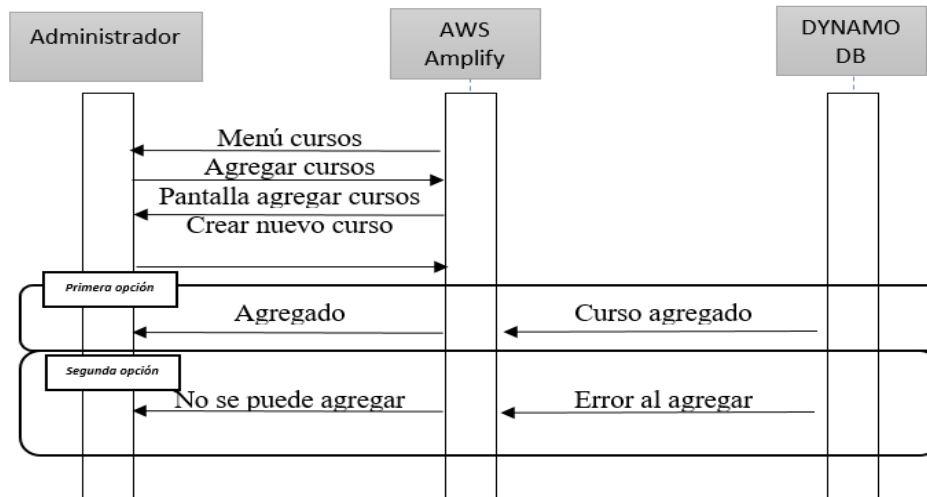 Administrador
AWS
Amplify
DYNAMO
DB
Menú cursos
Agregar cursos
Pantalla agregar cursos
Crear nuevo curso
Primera opción
Agregado
Curso agregado
Segunda opción
No se puede agregar
Error al agregar